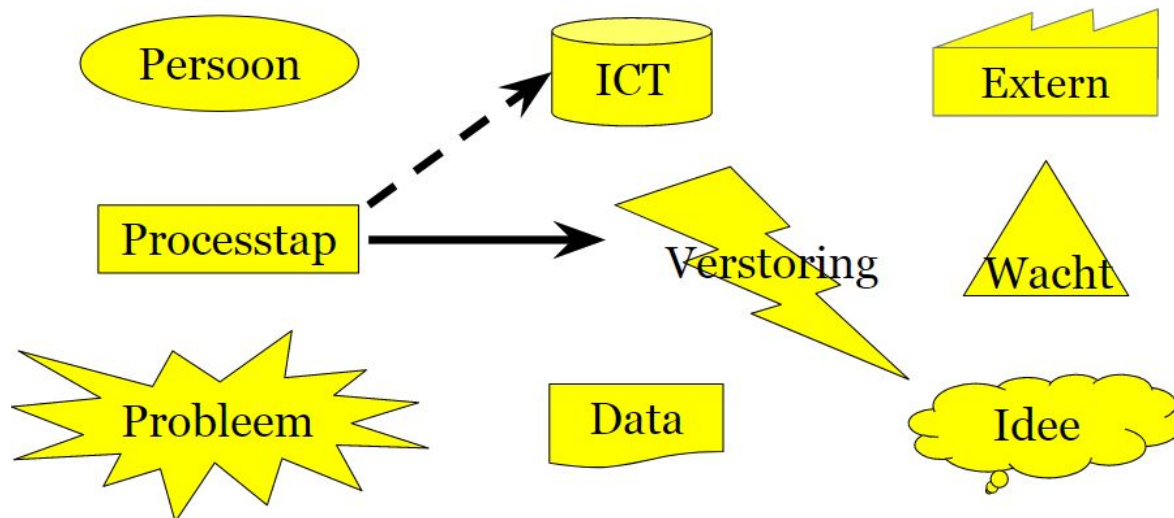 Persoon
ICT
Extern
Processtap
Verstoring
Wacht
Probleem
Data
Idee